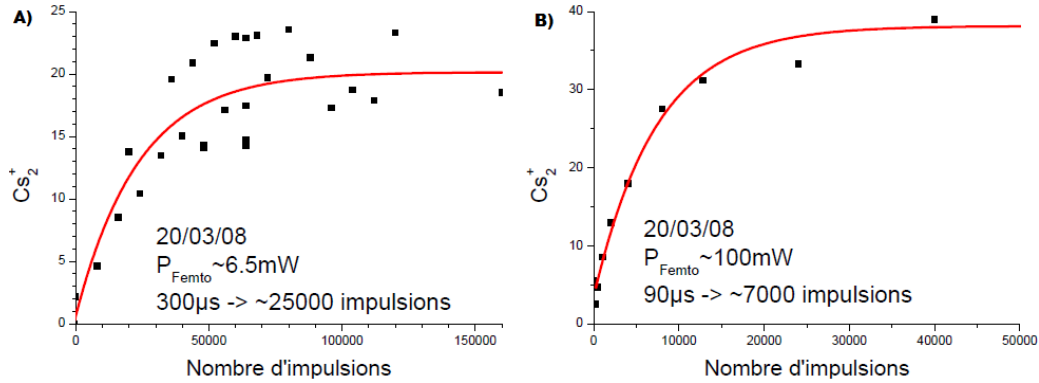 A)
25
20
15
10
5
0
Cs2+
0
50000
100000
150000
Nombre d'impulsions
20/03/08
PFemto~6.5mW
300µs -> ~25000 impulsions
B)
40
30
20
10
0
Cs2+
0
10000
20000
30000
40000
50000
Nombre d'impulsions
20/03/08
PFemto~100mW
90µs -> ~7000 impulsions